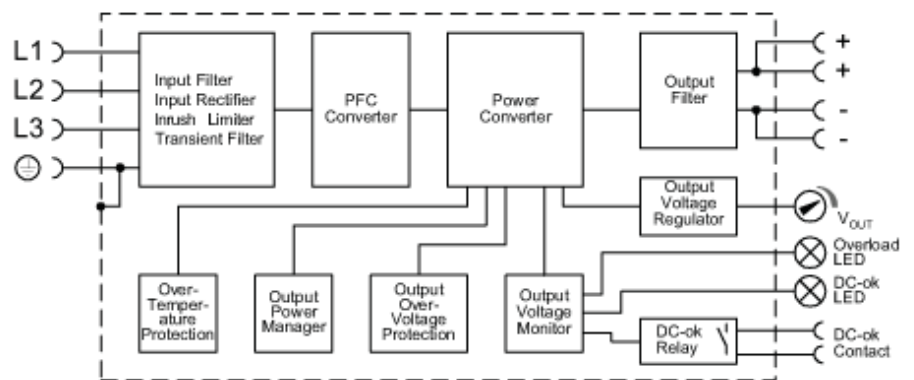 L1
L2
L3
Input Filter
Input Rectifier
Inrush Limiter
Transient Filter
PFC
Converter
Power
Converter
Output
Filter
+
+
-
-
Output
Voltage
Regulator
VOUT
Over-
Temper-
ature
Protection
Output
Power
Manager
Output
Over-
Voltage
Protection
Output
Voltage
Monitor
Overload
LED
DC-ok
LED
DC-ok
Relay
DC-ok
Contact